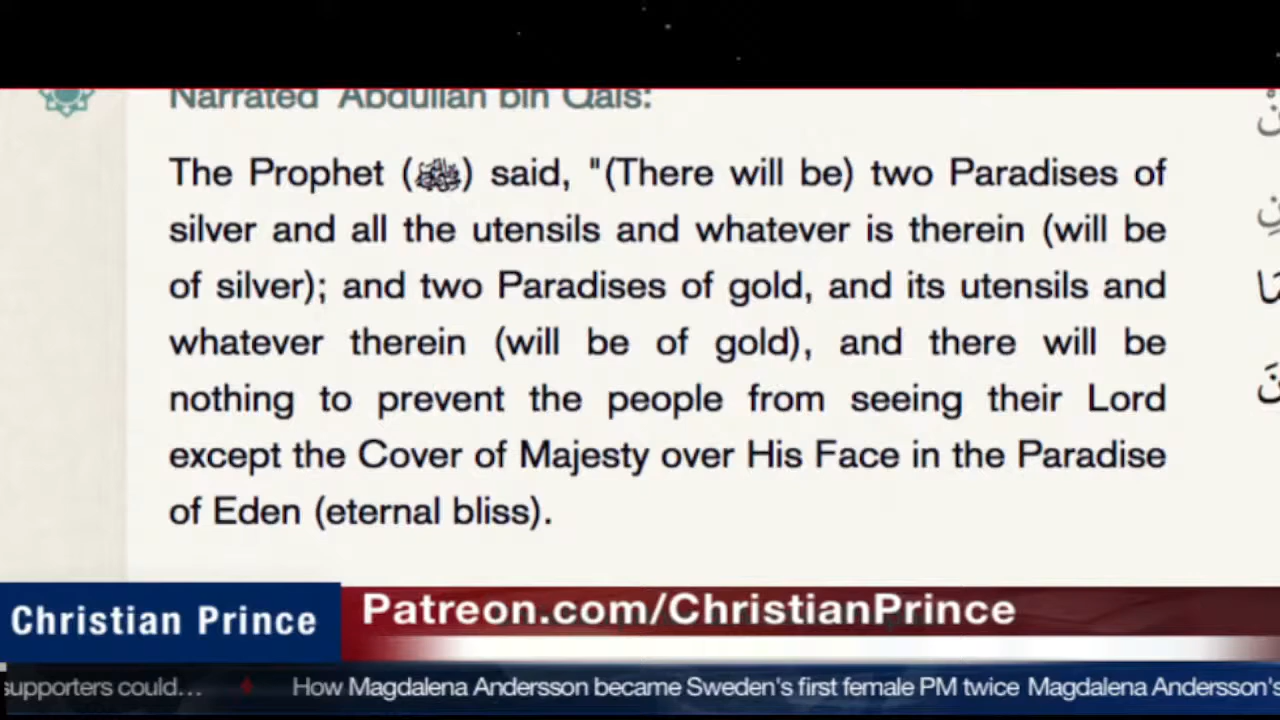 Narrated 'Abdullah bin Qais:
The Prophet (ﷺ) said, "(There will be) two Paradises of
silver and all the utensils and whatever is therein (will be
of silver); and two Paradises of gold, and its utensils and
whatever therein (will be of gold), and there will be
nothing to prevent the people from seeing their Lord
except the Cover of Majesty over His Face in the Paradise
of Eden (eternal bliss).
Christian Prince
Patreon.com/ChristianPrince
supporters could... How Magdalena Andersson became Sweden's first female PM twice Magdalena Andersson's